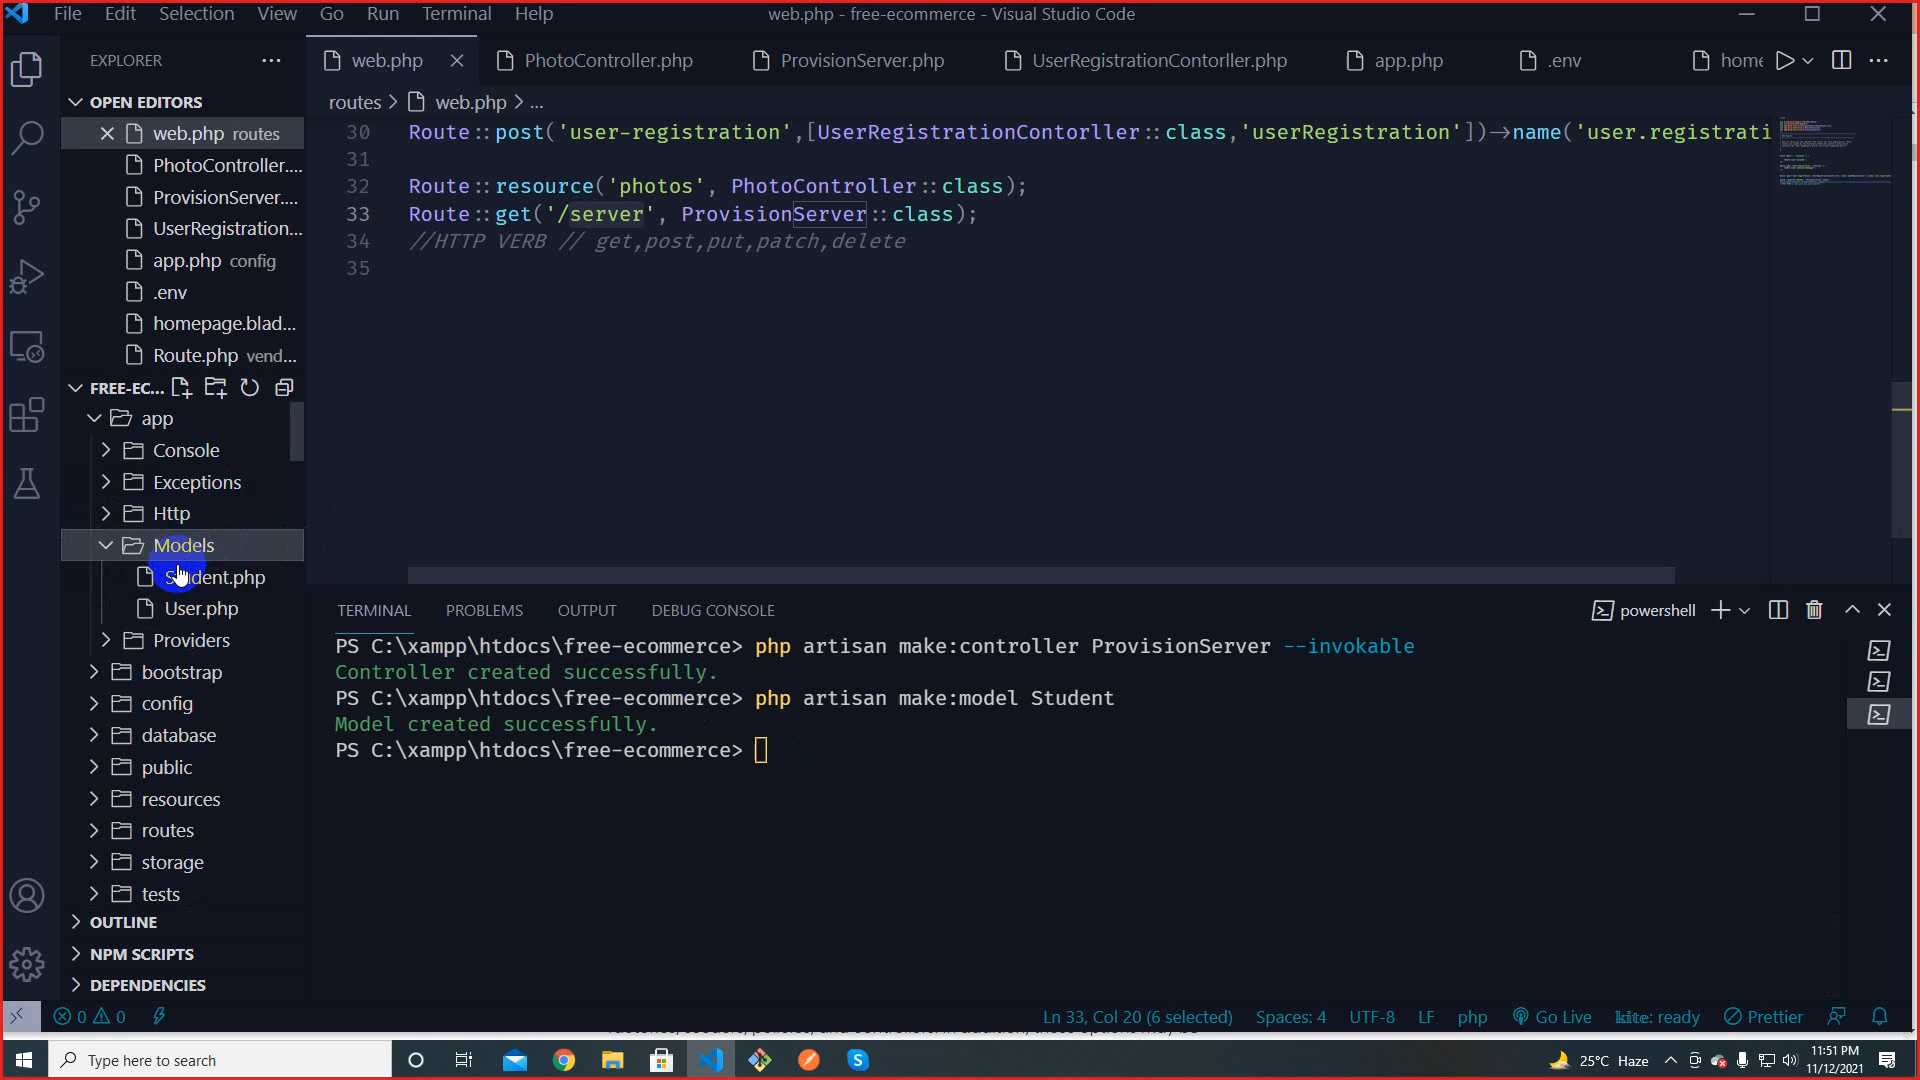 File Edit Selection View Go Run Terminal Help
web.php - free-ecommerce - Visual Studio Code
EXPLORER
web.php
PhotoController.php
ProvisionServer.php
UserRegistrationContorller.php
app.php
.env
home
OPEN EDITORS
web.php routes
PhotoController....
ProvisionServer....
UserRegistration...
app.php config
.env
homepage.blad...
Route.php vend...
FREE-EC...
app
Console
Exceptions
Http
Models
Student.php
User.php
Providers
bootstrap
config
database
public
resources
routes
storage
tests
OUTLINE
NPM SCRIPTS
DEPENDENCIES
routes > web.php > ...
30 Route::post('user-registration',[UserRegistrationContorller::class,'userRegistration'])->name('user.registrati
31
32 Route::resource('photos', PhotoController::class);
33 Route::get('/server', ProvisionServer::class);
34 //HTTP VERB // get,post,put,patch,delete
35
TERMINAL PROBLEMS OUTPUT DEBUG CONSOLE
powershell
PS C:\xampp\htdocs\free-ecommerce> php artisan make:controller ProvisionServer --invokable
Controller created successfully.
PS C:\xampp\htdocs\free-ecommerce> php artisan make:model Student
Model created successfully.
PS C:\xampp\htdocs\free-ecommerce>
0 0
Ln 33, Col 20 (6 selected) Spaces: 4 UTF-8 LF php Go Live kite: ready Prettier
Type here to search
25°C Haze
11:51 PM
11/12/2021